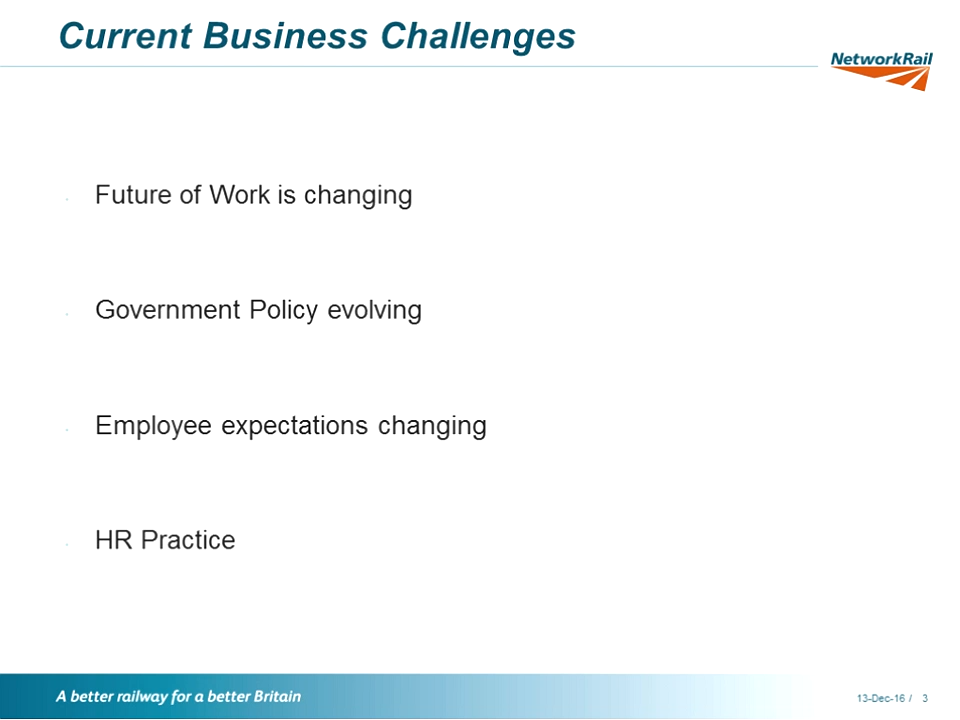 Current Business Challenges
NetworkRail
Future of Work is changing
Government Policy evolving
Employee expectations changing
HR Practice
A better railway for a better Britain
13-Dec-16 / 3